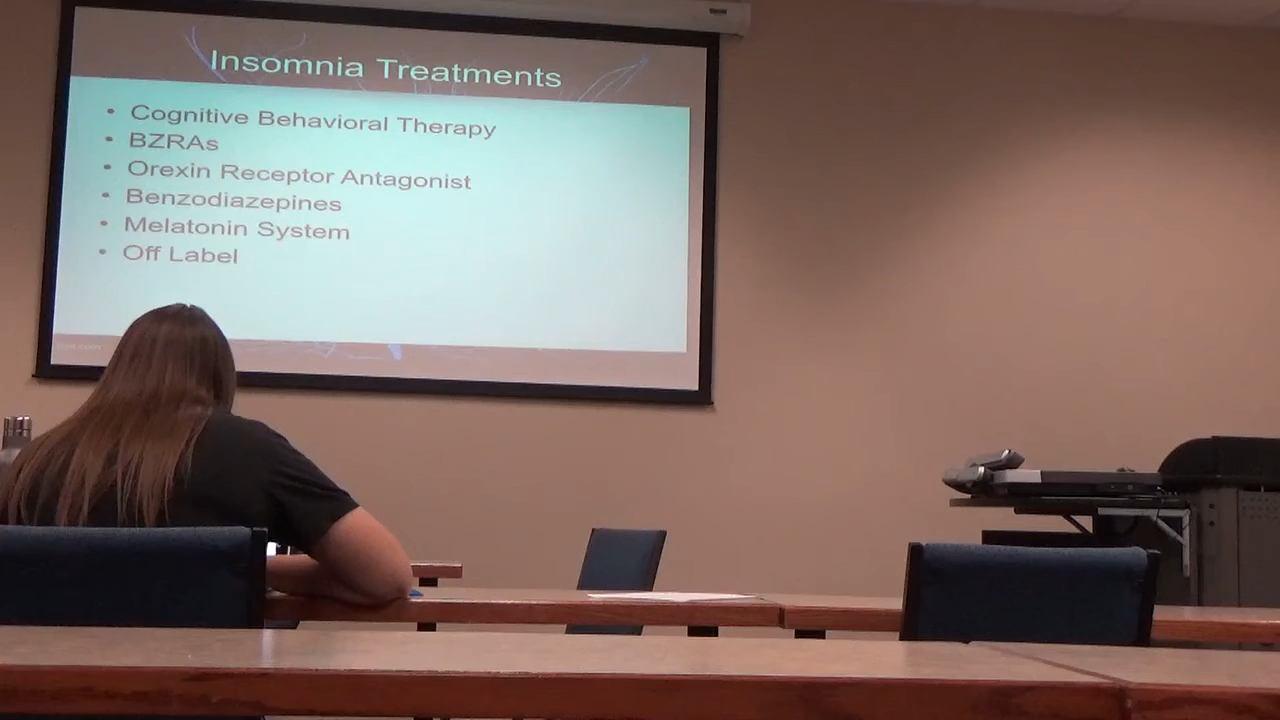 Insomnia Treatments
• Cognitive Behavioral Therapy
• BZRAs
• Orexin Receptor Antagonist
• Benzodiazepines
• Melatonin System
• Off Label